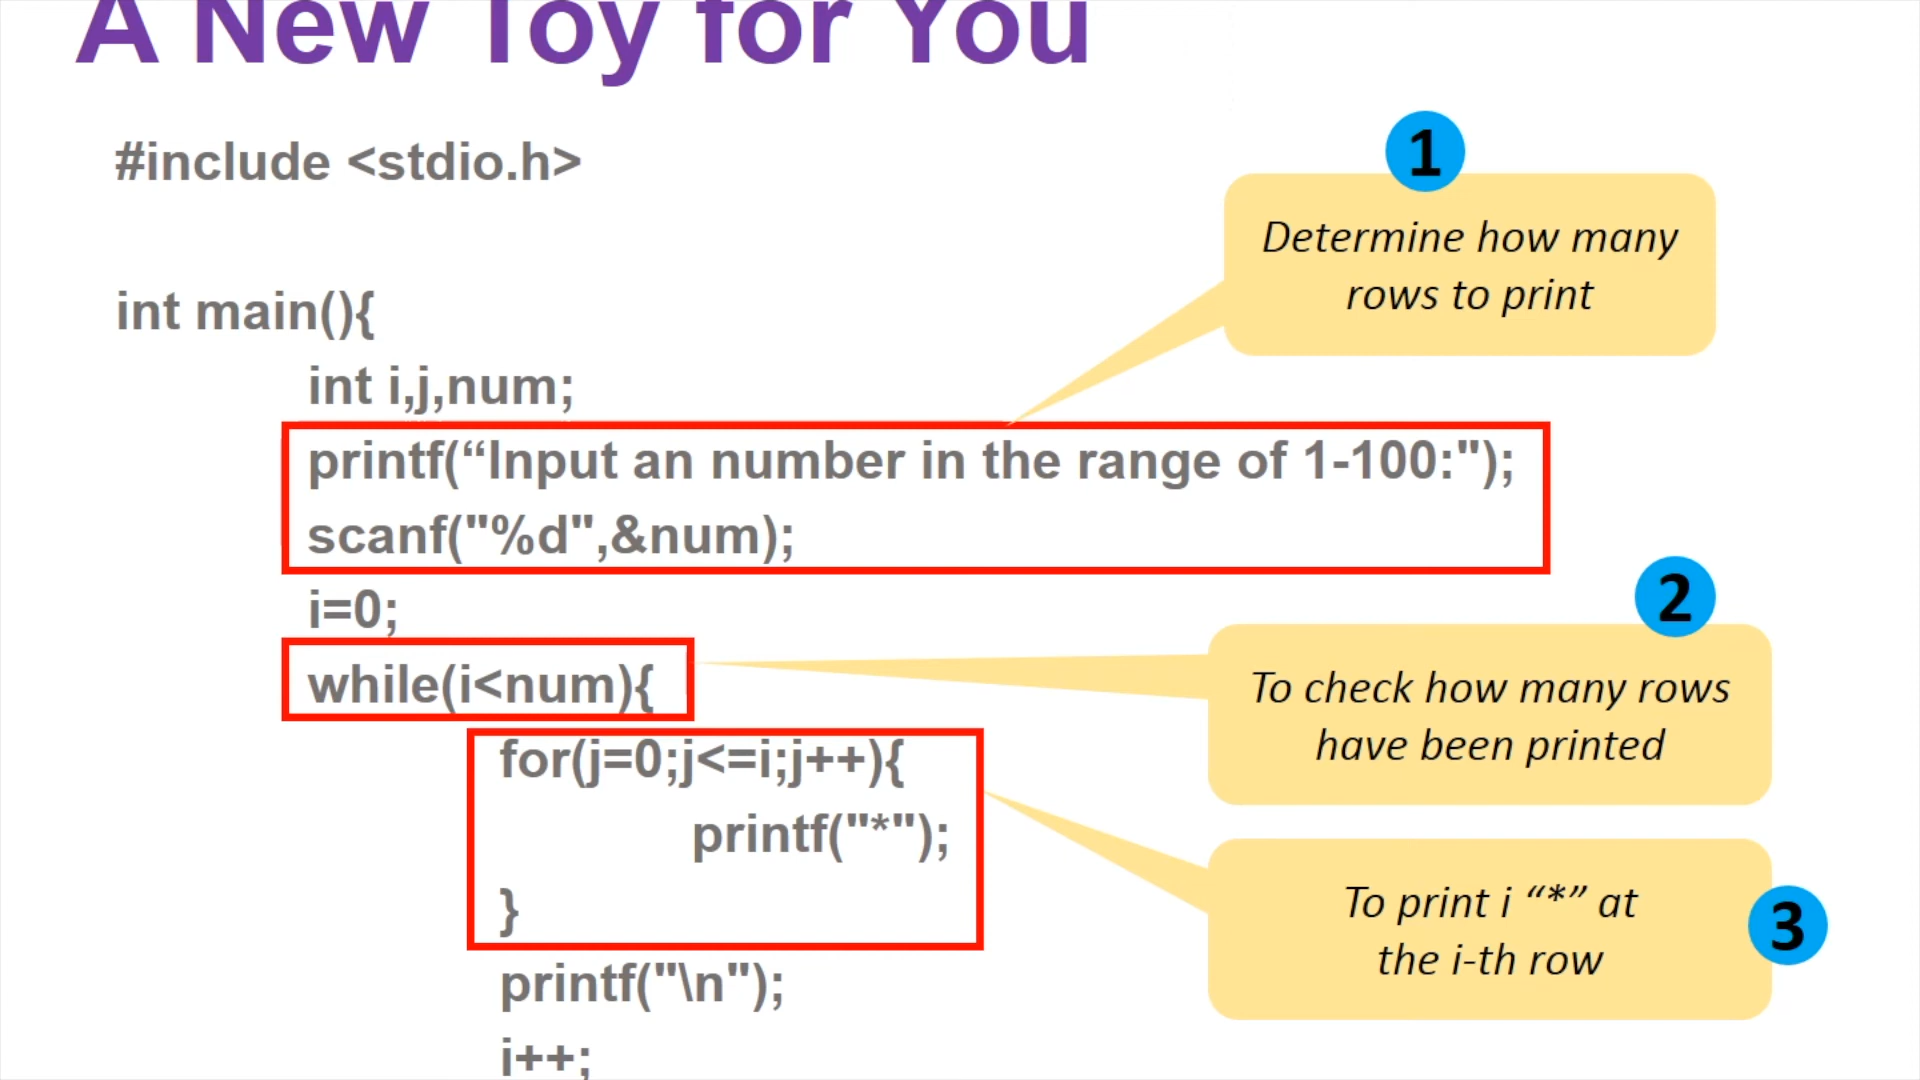 A New Toy for You
#include <stdio.h>
int main(){
int i,j,num;
printf(“Input an number in the range of 1-100:");
scanf("%d",&num);
i=0;
while(i<num){
for(j=0;j<=i;j++){
printf("*");
}
printf("\n");
i++;
1
Determine how many
rows to print
2
To check how many rows
have been printed
To print i “*” at
the i-th row
3